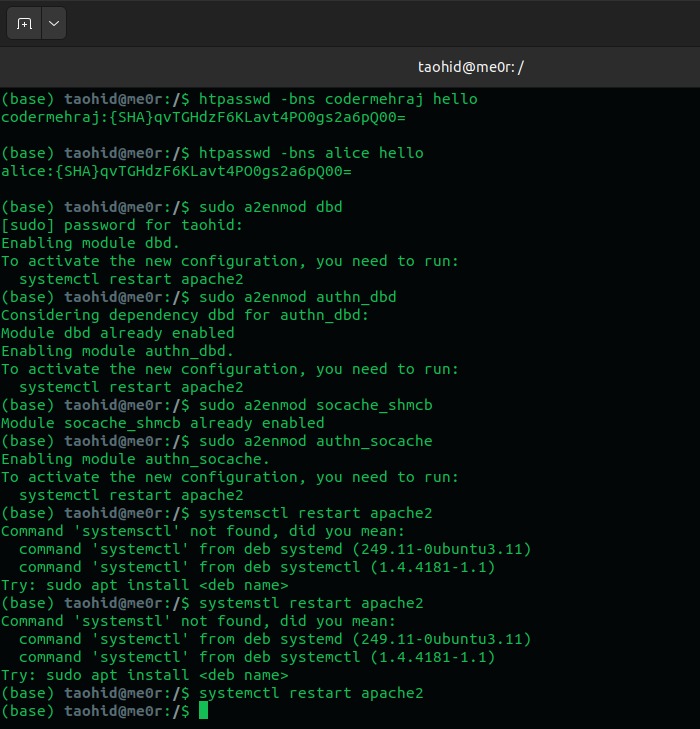 taohid@me0r: /
(base) taohid@me0r:/$ htpasswd -bns codermehraj hello
codermehraj:{SHA}qvTGHdzF6KLavt4PO0gs2a6pQ00=
(base) taohid@me0r:/$ htpasswd -bns alice hello
alice:{SHA}qvTGHdzF6KLavt4PO0gs2a6pQ00=
(base) taohid@me0r:/$ sudo a2enmod dbd
[sudo] password for taohid:
Enabling module dbd.
To activate the new configuration, you need to run:
  systemctl restart apache2
(base) taohid@me0r:/$ sudo a2enmod authn_dbd
Considering dependency dbd for authn_dbd:
Module dbd already enabled
Enabling module authn_dbd.
To activate the new configuration, you need to run:
  systemctl restart apache2
(base) taohid@me0r:/$ sudo a2enmod socache_shmcb
Module socache_shmcb already enabled
(base) taohid@me0r:/$ sudo a2enmod authn_socache
Enabling module authn_socache.
To activate the new configuration, you need to run:
  systemctl restart apache2
(base) taohid@me0r:/$ systemsctl restart apache2
Command 'systemsctl' not found, did you mean:
  command 'systemctl' from deb systemd (249.11-0ubuntu3.11)
  command 'systemctl' from deb systemctl (1.4.4181-1.1)
Try: sudo apt install <deb name>
(base) taohid@me0r:/$ systemstl restart apache2
Command 'systemstl' not found, did you mean:
  command 'systemctl' from deb systemd (249.11-0ubuntu3.11)
  command 'systemctl' from deb systemctl (1.4.4181-1.1)
Try: sudo apt install <deb name>
(base) taohid@me0r:/$ systemctl restart apache2
(base) taohid@me0r:/$